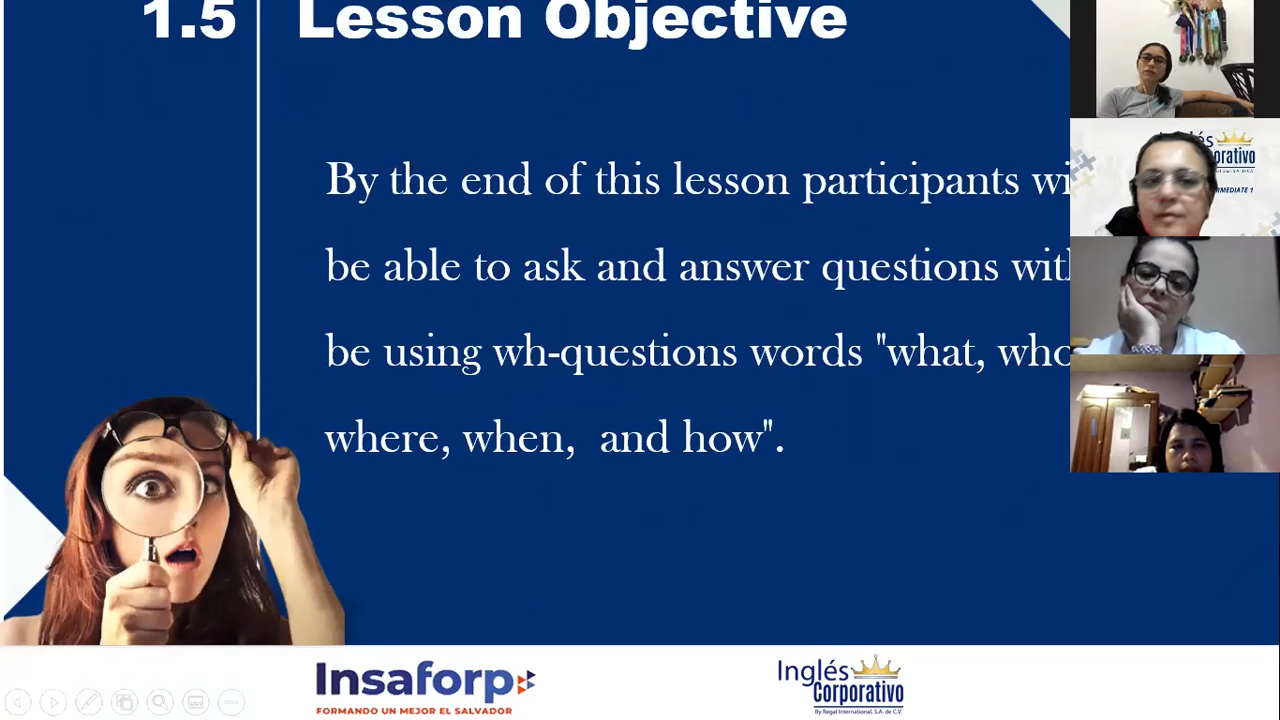 1.5 Lesson Objective
By the end of this lesson participants
be able to ask and answer questions
be using wh-questions words "what, who
where, when, and how".
Insaforp
FORMANDO UN MEJOR EL SALVADOR
Inglés
Corporativo
By Regal International, S.A. de C.V.